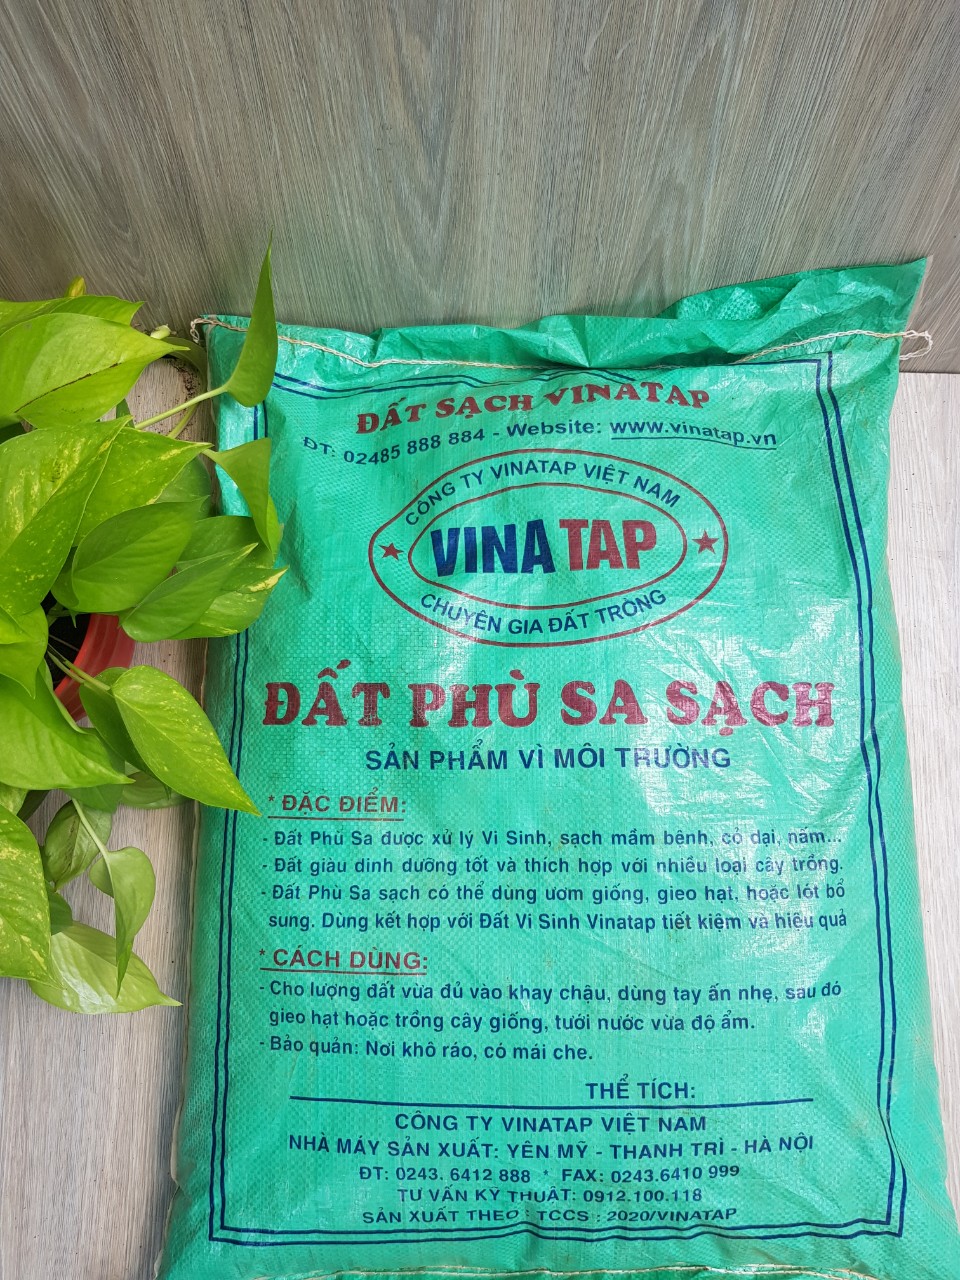 ĐẤT SẠCH VINATAP
ĐT: 02485 888 884 - Website: www.vinatap.vn
CÔNG TY VINATAP VIỆT NAM
VINATAP
CHUYÊN GIA ĐẤT TRỒNG
ĐẤT PHÙ SA SẠCH
SẢN PHẨM VÌ MÔI TRƯỜNG
* ĐẶC ĐIỂM:
- Đất Phù Sa được xử lý Vi Sinh, sạch mầm bệnh, cỏ dại, nấm...
- Đất giàu dinh dưỡng tốt và thích hợp với nhiều loại cây trồng.
- Đất Phù Sa sạch có thể dùng ươm giống, gieo hạt, hoặc lót bổ
sung. Dùng kết hợp với Đất Vi Sinh Vinatap tiết kiệm và hiệu quả
* CÁCH DÙNG:
- Cho lượng đất vừa đủ vào khay chậu, dùng tay ấn nhẹ, sau đó
gieo hạt hoặc trồng cây giống, tưới nước vừa độ ẩm.
- Bảo quản: Nơi khô ráo, có mái che.
THỂ TÍCH:
CÔNG TY VINATAP VIỆT NAM
NHÀ MÁY SẢN XUẤT: YÊN MỸ - THANH TRÌ - HÀ NỘI
ĐT: 0243. 6412 888 * FAX: 0243.6410 999
TƯ VẤN KỸ THUẬT: 0912.100.118
SẢN XUẤT THEO : TCCS : 2020/VINATAP